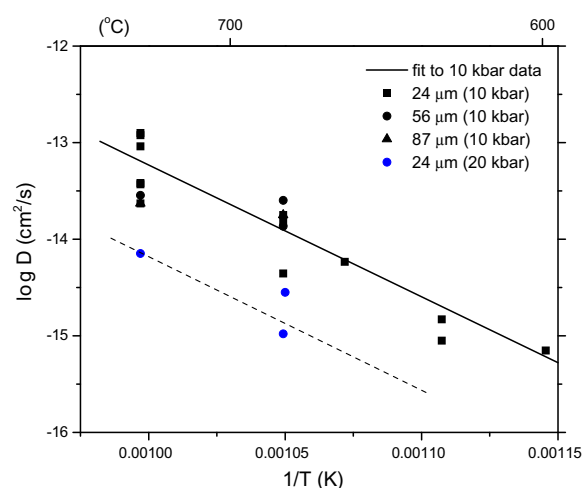 (°C) 700 600
-12
-13
-14
-15
-16
log D (cm²/s)
fit to 10 kbar data
24 μm (10 kbar)
56 μm (10 kbar)
87 μm (10 kbar)
24 μm (20 kbar)
0.00100 0.00105 0.00110 0.00115
1/T (K)